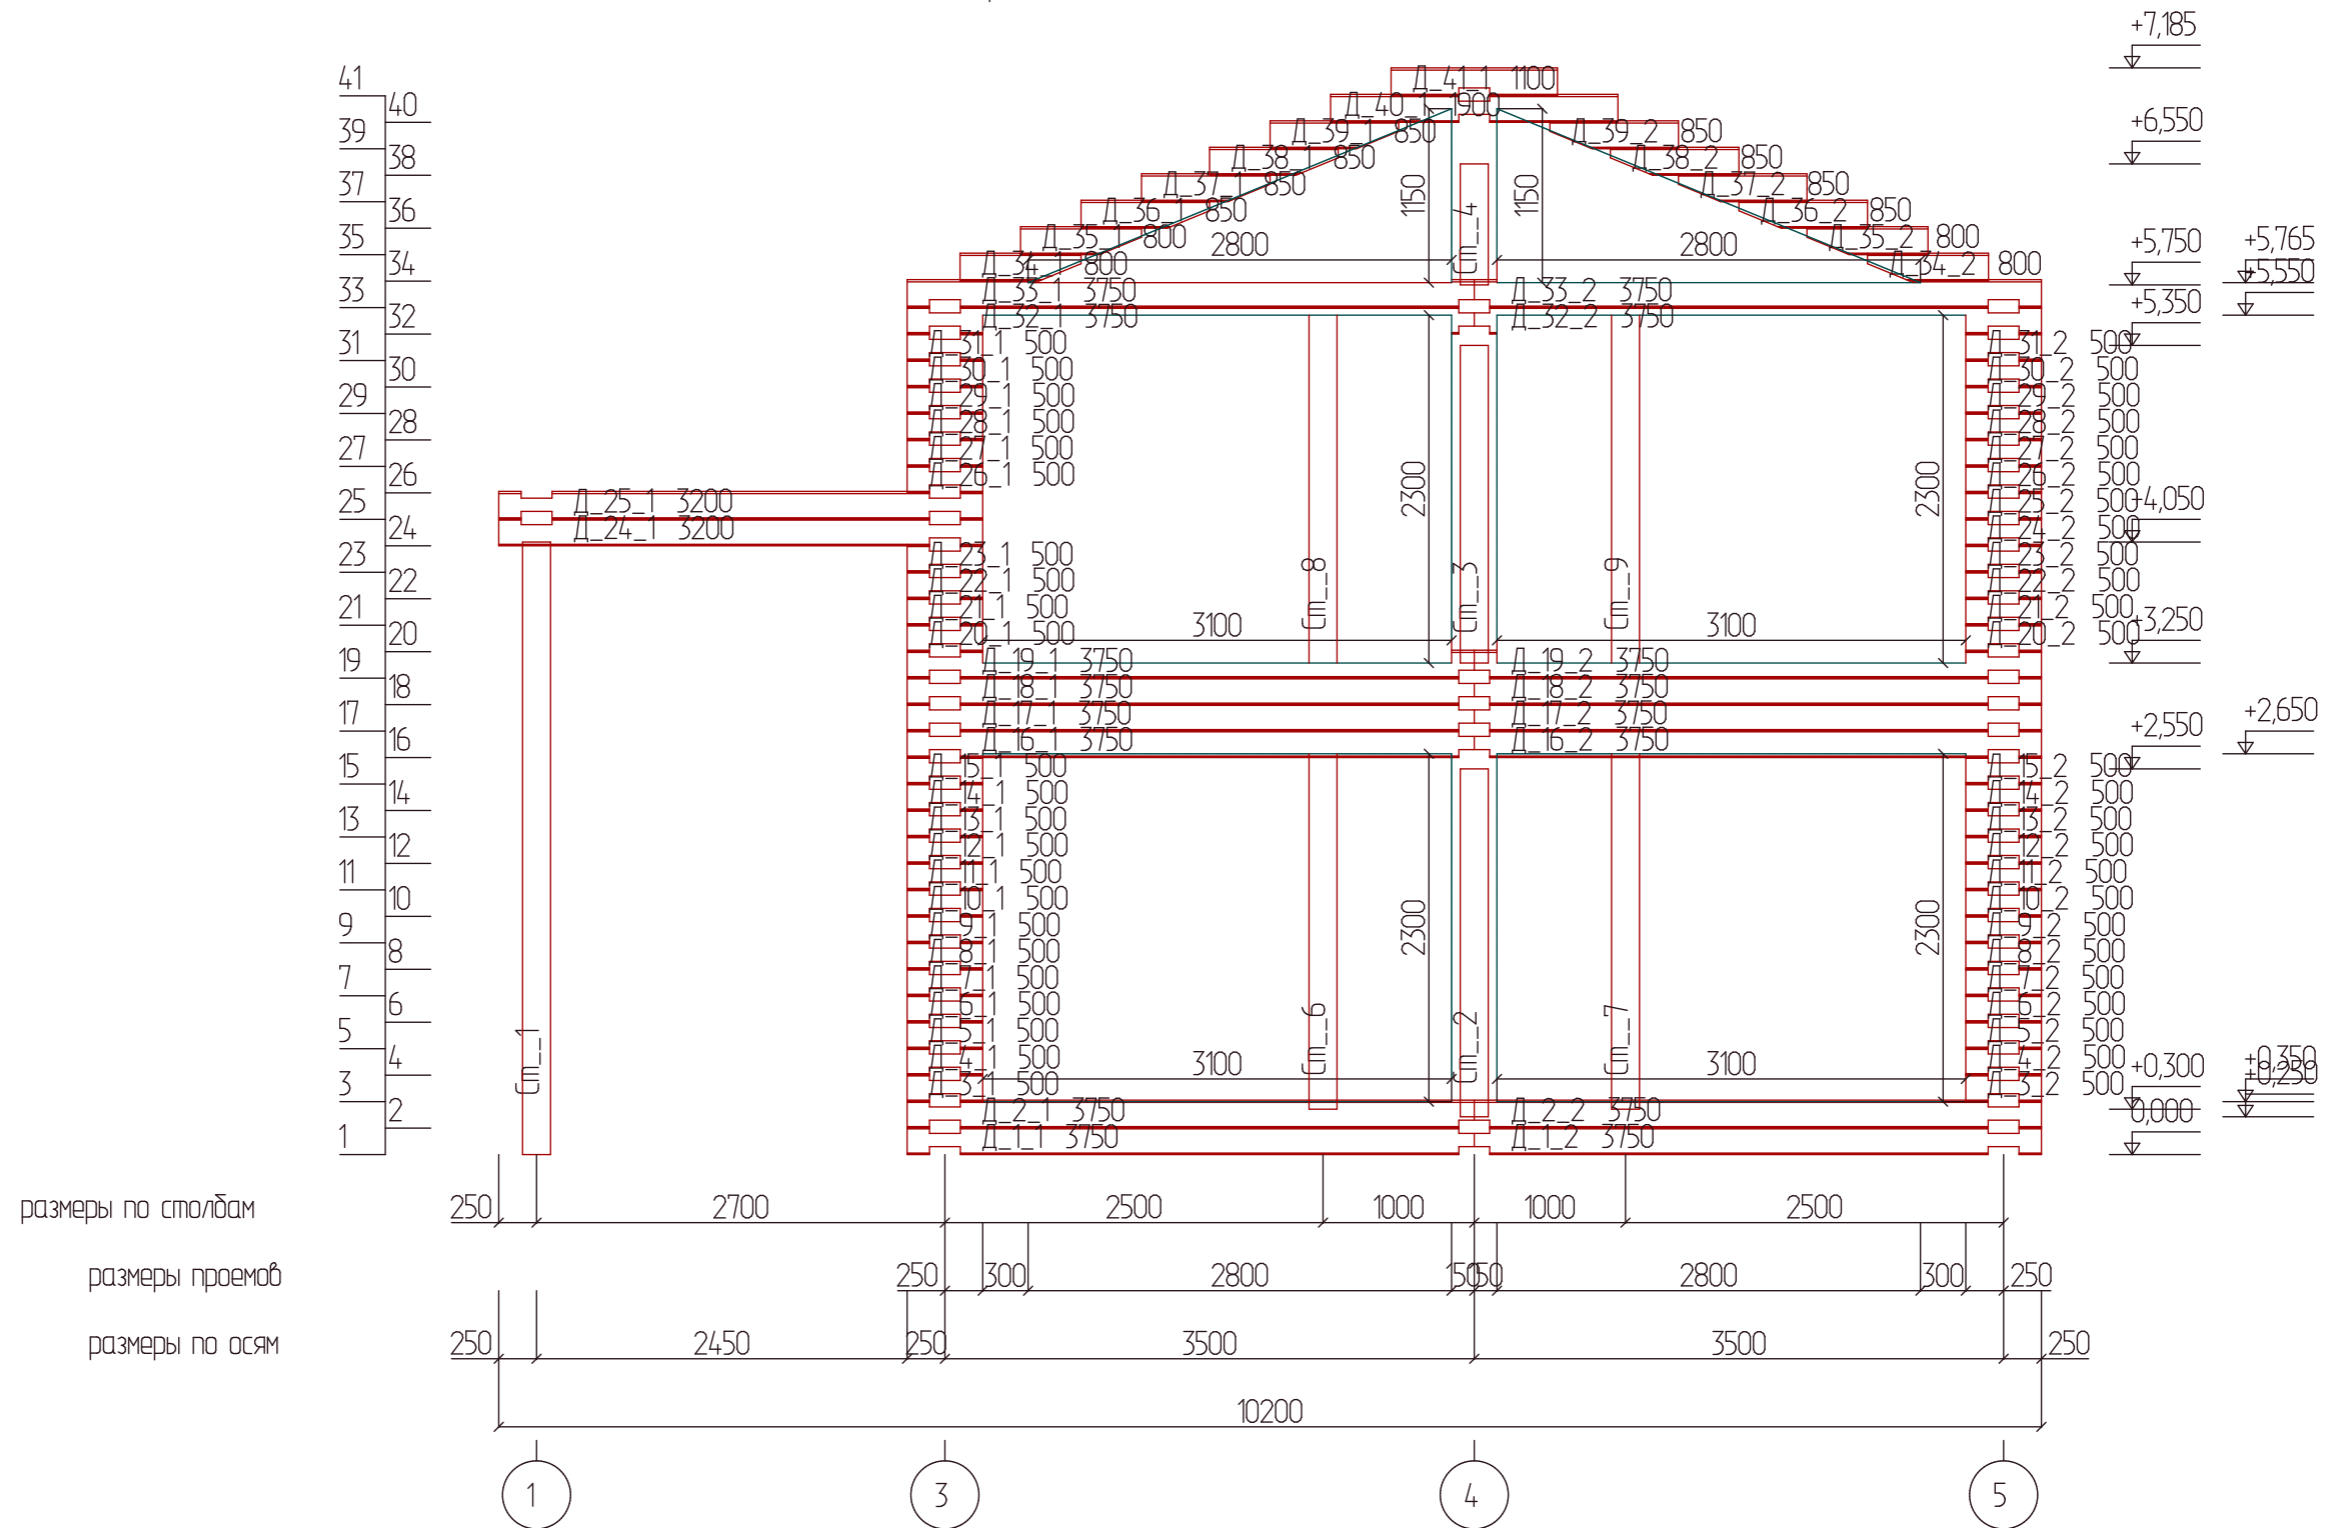 +7,185
41 Д_41_1 1100
40 Д_40_1 1900
39 Д_39_1 850 Д_39_2 850 +6,550
38 Д_38_1 850 Д_38_2 850
37 Д_37_1 850 Д_37_2 850
1150 1150
36 Д_36_1 850 Д_36_2 850
Ст_4
35 Д_35_1 800 2800 2800 Д_35_2 800 +5,750 +5,765
34 Д_34_1 800 Д_34_2 800 +5,550
33 Д_33_1 3750 Д_33_2 3750 +5,350
32 Д_32_1 3750 Д_32_2 3750
31 Д_31_1 500 Д_31_2 500
30 Д_30_1 500 Д_30_2 500
29 Д_29_1 500 Д_29_2 500
28 Д_28_1 500 Д_28_2 500
27 Д_27_1 500 Д_27_2 500
26 Д_26_1 500 Д_26_2 500
2300 2300
25 Д_25_1 3200 Д_25_2 500 +4,050
24 Д_24_1 3200 Д_24_2 500
23 Д_23_1 500 Д_23_2 500
22 Д_22_1 500 Д_22_2 500
Ст_8 Ст_3 Ст_9
21 Д_21_1 500 Д_21_2 500
3100 3100
20 Д_20_1 500 Д_20_2 500 +3,250
19 Д_19_1 3750 Д_19_2 3750
18 Д_18_1 3750 Д_18_2 3750
17 Д_17_1 3750 Д_17_2 3750 +2,550 +2,650
16 Д_16_1 3750 Д_16_2 3750
15 Д_15_1 500 Д_15_2 500
14 Д_14_1 500 Д_14_2 500
13 Д_13_1 500 Д_13_2 500
12 Д_12_1 500 Д_12_2 500
11 Д_11_1 500 Д_11_2 500
10 Д_10_1 500 Д_10_2 500
2300 2300
9 Д_9_1 500 Д_9_2 500
8 Д_8_1 500 Д_8_2 500
7 Д_7_1 500 Д_7_2 500
6 Д_6_1 500 Д_6_2 500
5 Д_5_1 500 Д_5_2 500
Ст_1 Ст_6 Ст_2 Ст_7
4 Д_4_1 500 3100 3100 Д_4_2 500 +0,300 +0,350
3 Д_3_1 500 Д_3_2 500 +0,250
2 Д_2_1 3750 Д_2_2 3750 0,000
1 Д_1_1 3750 Д_1_2 3750
размеры по столбам 250 2700 2500 1000 1000 2500
размеры проемов 250 300 2800 150 150 2800 300 250
размеры по осям 250 2450 250 3500 3500 250
10200
1 3 4 5